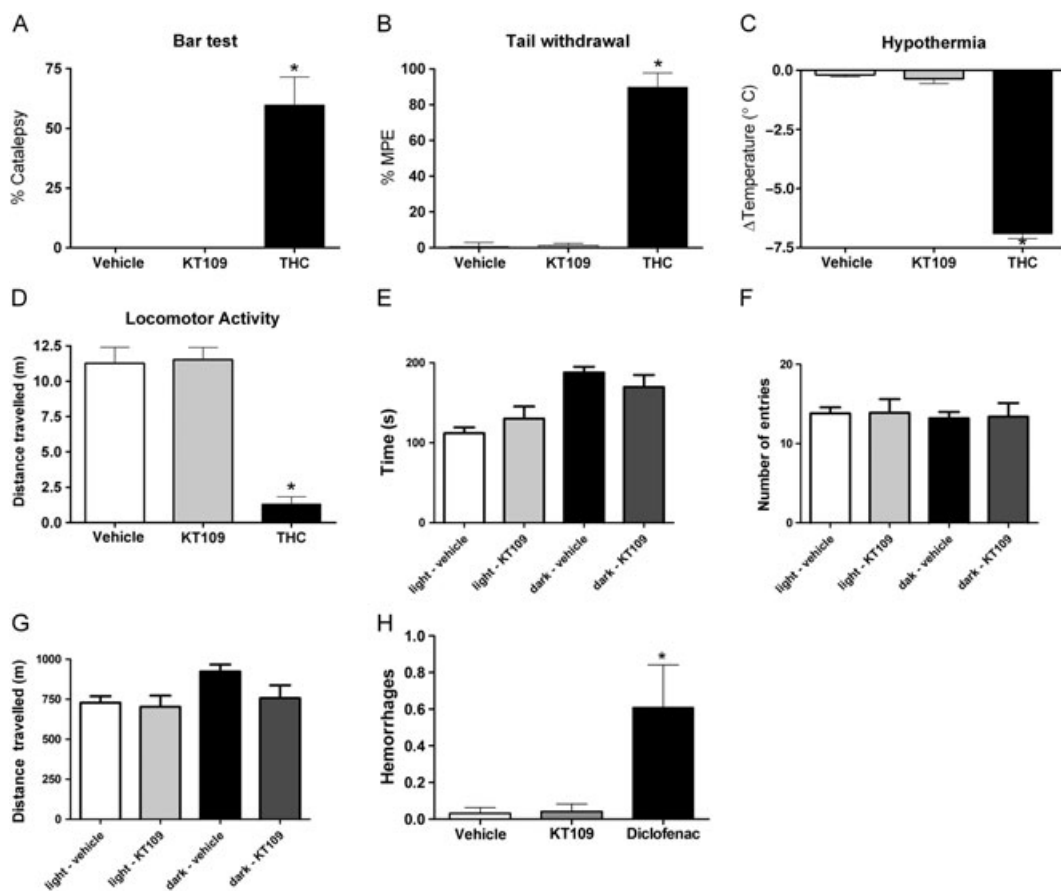 A
Bar test
% Catalepsy
75
50
25
0
*
Vehicle KT109 THC
B
Tail withdrawal
% MPE
100
80
60
40
20
0
*
Vehicle KT109 THC
C
Hypothermia
ΔTemperature (° C)
0.0
−2.5
−5.0
−7.5
*
Vehicle KT109 THC
D
Locomotor Activity
Distance travelled (m)
12.5
10.0
7.5
5.0
2.5
0.0
*
Vehicle KT109 THC
E
Time (s)
200
100
0
light - vehicle
light - KT109
dark - vehicle
dark - KT109
F
Number of entries
20
10
0
light - vehicle
light - KT109
dak - vehicle
dark - KT109
G
Distance travelled (m)
1000
750
500
250
0
light - vehicle
light - KT109
dark - vehicle
dark - KT109
H
Hemorrhages
1.0
0.8
0.6
0.4
0.2
0.0
*
Vehicle KT109 Diclofenac